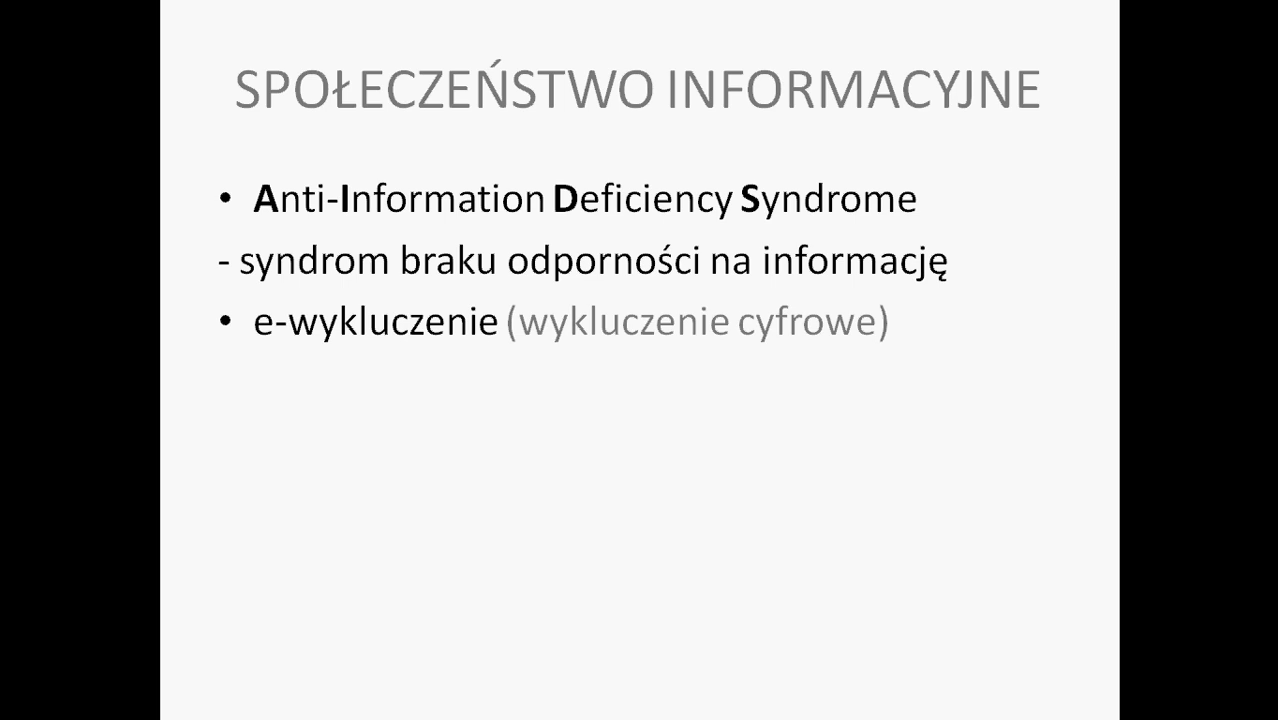 SPOŁECZEŃSTWO INFORMACYJNE
• Anti-Information Deficiency Syndrome
- syndrom braku odporności na informację
• e-wykluczenie (wykluczenie cyfrowe)